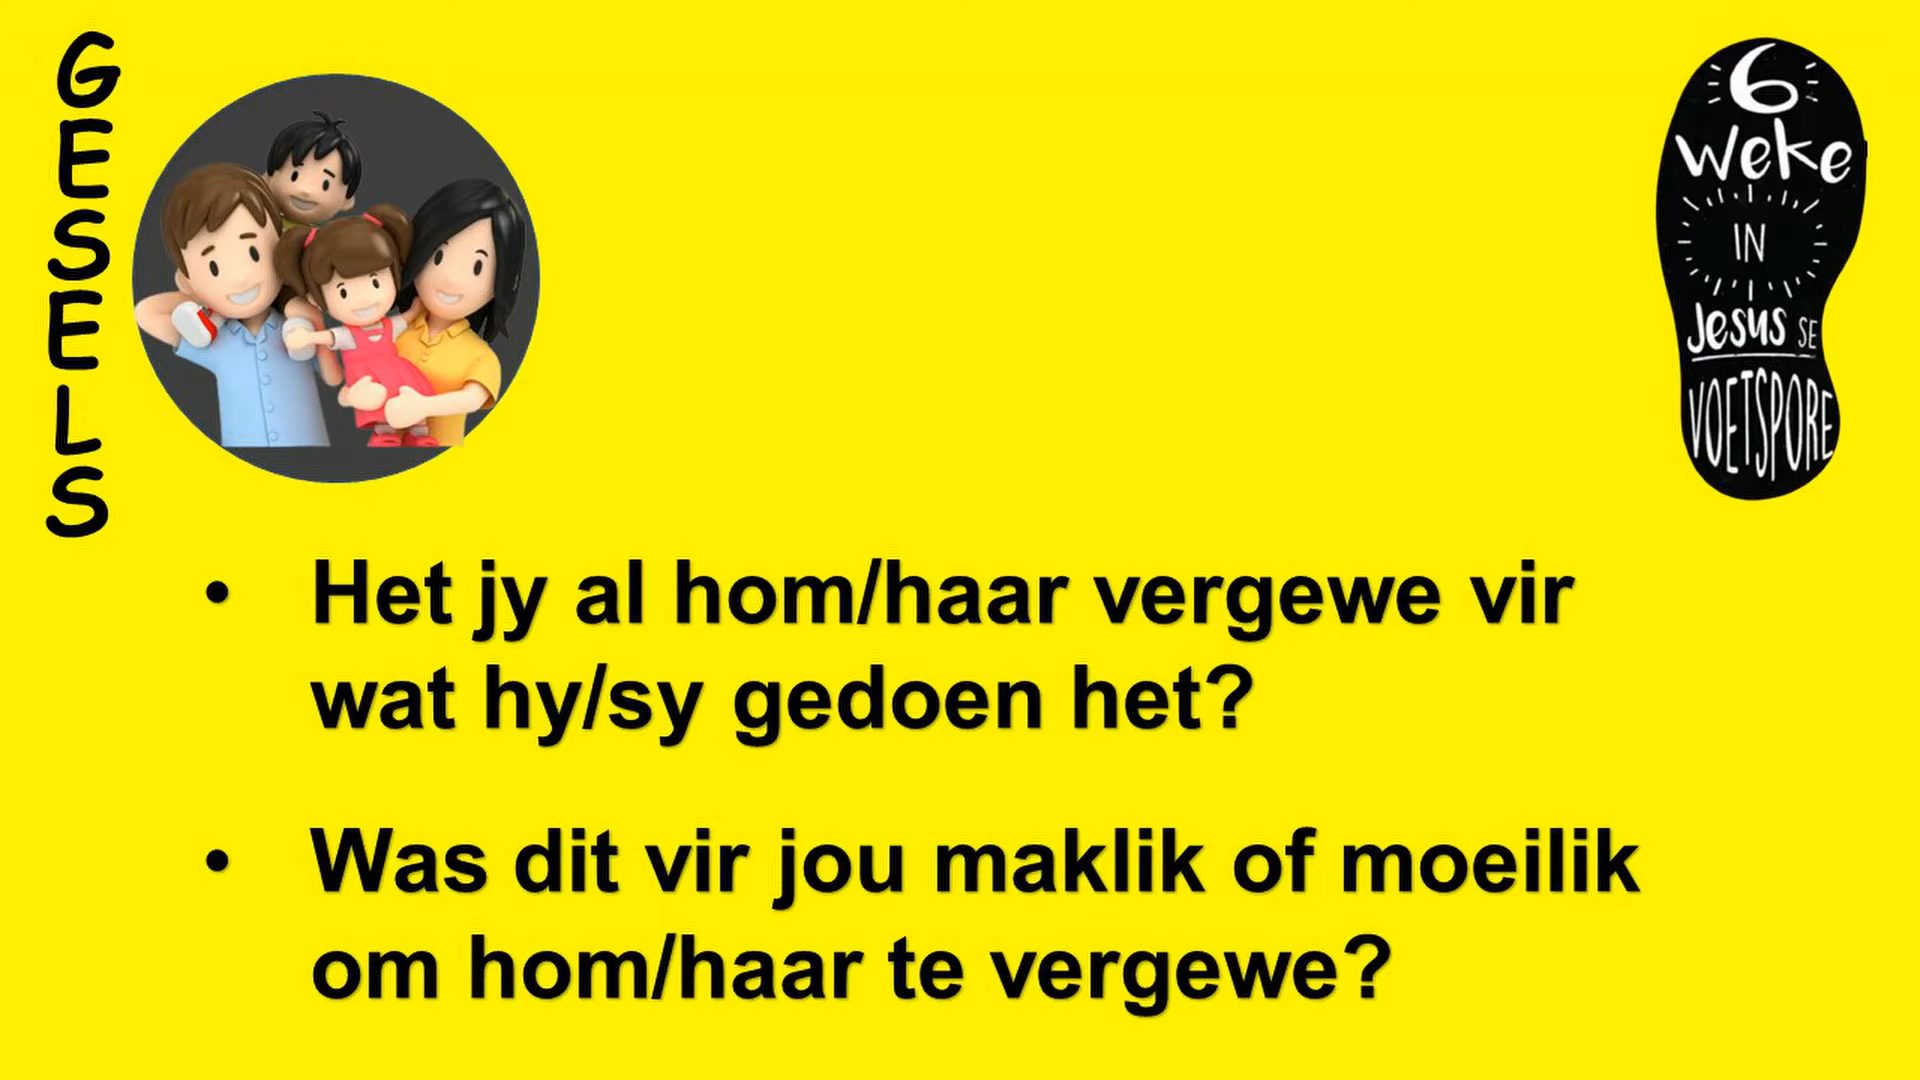 GESELS
6
weke
IN
Jesus SE
VOETSPORE
• Het jy al hom/haar vergewe vir
wat hy/sy gedoen het?
• Was dit vir jou maklik of moeilik
om hom/haar te vergewe?